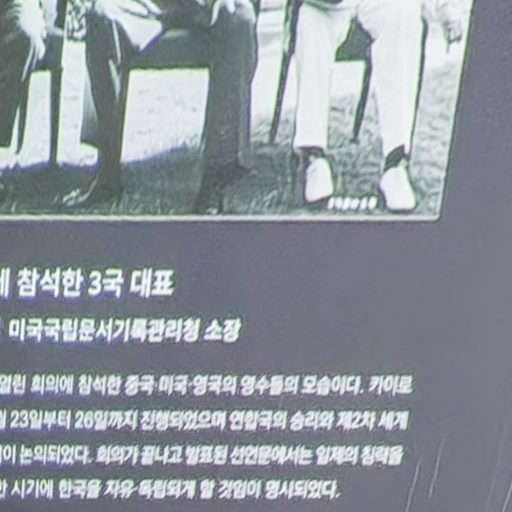 에 참석한 3국 대표
미국국립문서기록관리청 소장
열린 회의에 참석한 중국·미국·영국의 영수들의 모습이다. 카이로
월 23일부터 26일까지 진행되었으며 연합국의 승리와 제2차 세계
이 논의되었다. 회의가 끝나고 발표된 선언문에서는 일제의 침략을
한 시기에 한국을 자유·독립되게 할 것임이 명시되었다.